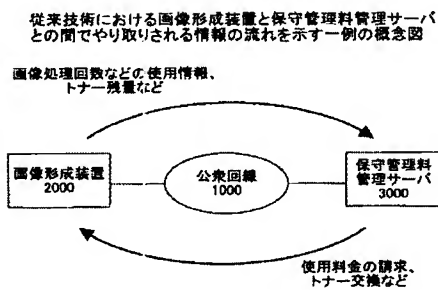 従来技術における画像形成装置と保守管理料管理サーバ
との間でやり取りされる情報の流れを示す一例の概念図
画像処理回数などの使用情報、
トナー残量など
画像形成装置
2000
公衆回線
1000
保守管理料
管理サーバ
3000
使用料金の請求、
トナー交換など